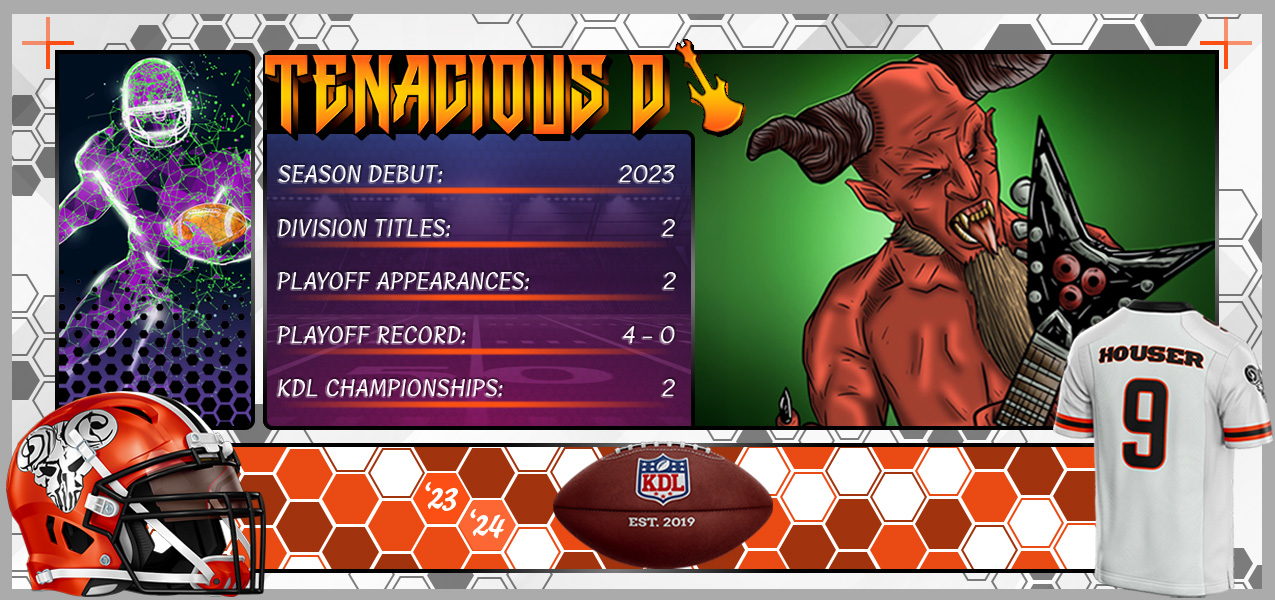 TENACIOUS D
SEASON DEBUT: 2023
DIVISION TITLES: 2
PLAYOFF APPEARANCES: 2
PLAYOFF RECORD: 4 – 0
KDL CHAMPIONSHIPS: 2
50
HOUSER
9
‘23
‘24
KDL
EST. 2019